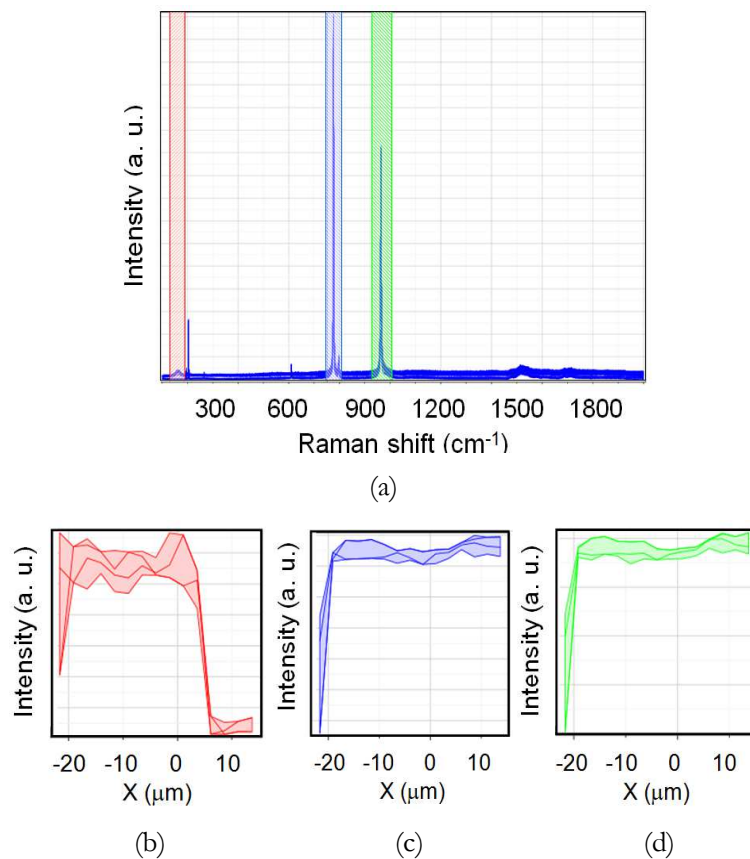 Intensity (a. u.)
300 600 900 1200 1500 1800
Raman shift (cm-1)
(a)
Intensity (a. u.)
-20 -10 0 10
X (μm)
(b)
Intensity (a. u.)
-20 -10 0 10
X (μm)
(c)
Intensity (a. u.)
-20 -10 0 10
X (μm)
(d)